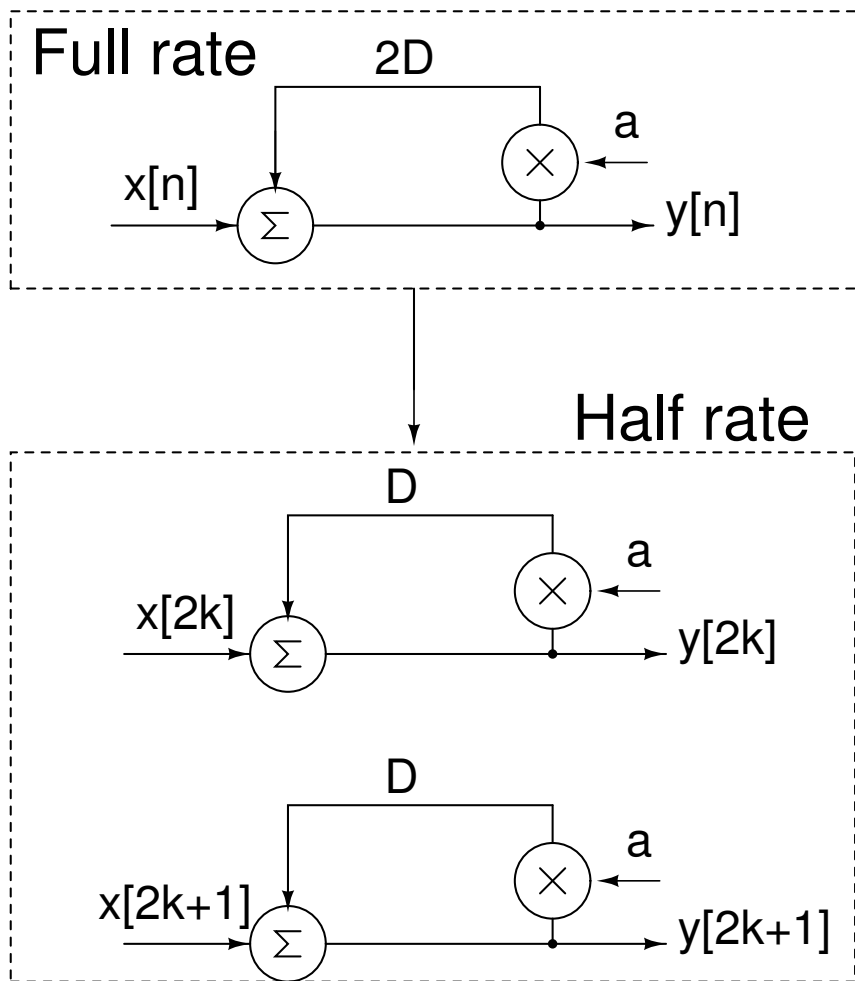 Full rate
2D
a
x[n]
Σ
y[n]
Half rate
D
a
x[2k]
Σ
y[2k]
D
a
x[2k+1]
Σ
y[2k+1]